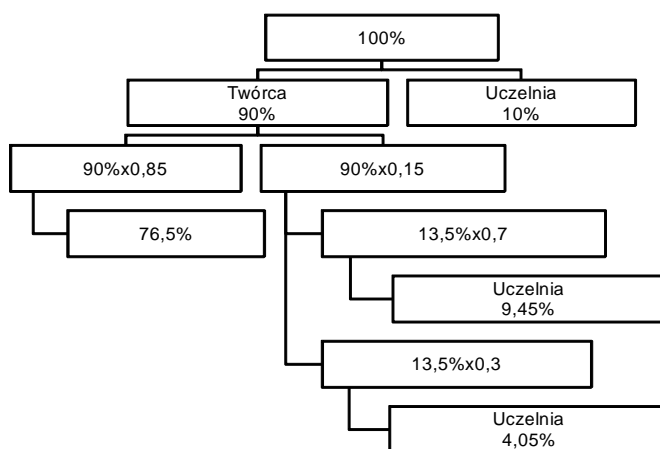 100%
Twórca
90%
Uczelnia
10%
90%x0,85
90%x0,15
76,5%
13,5%x0,7
Uczelnia
9,45%
13,5%x0,3
Uczelnia
4,05%